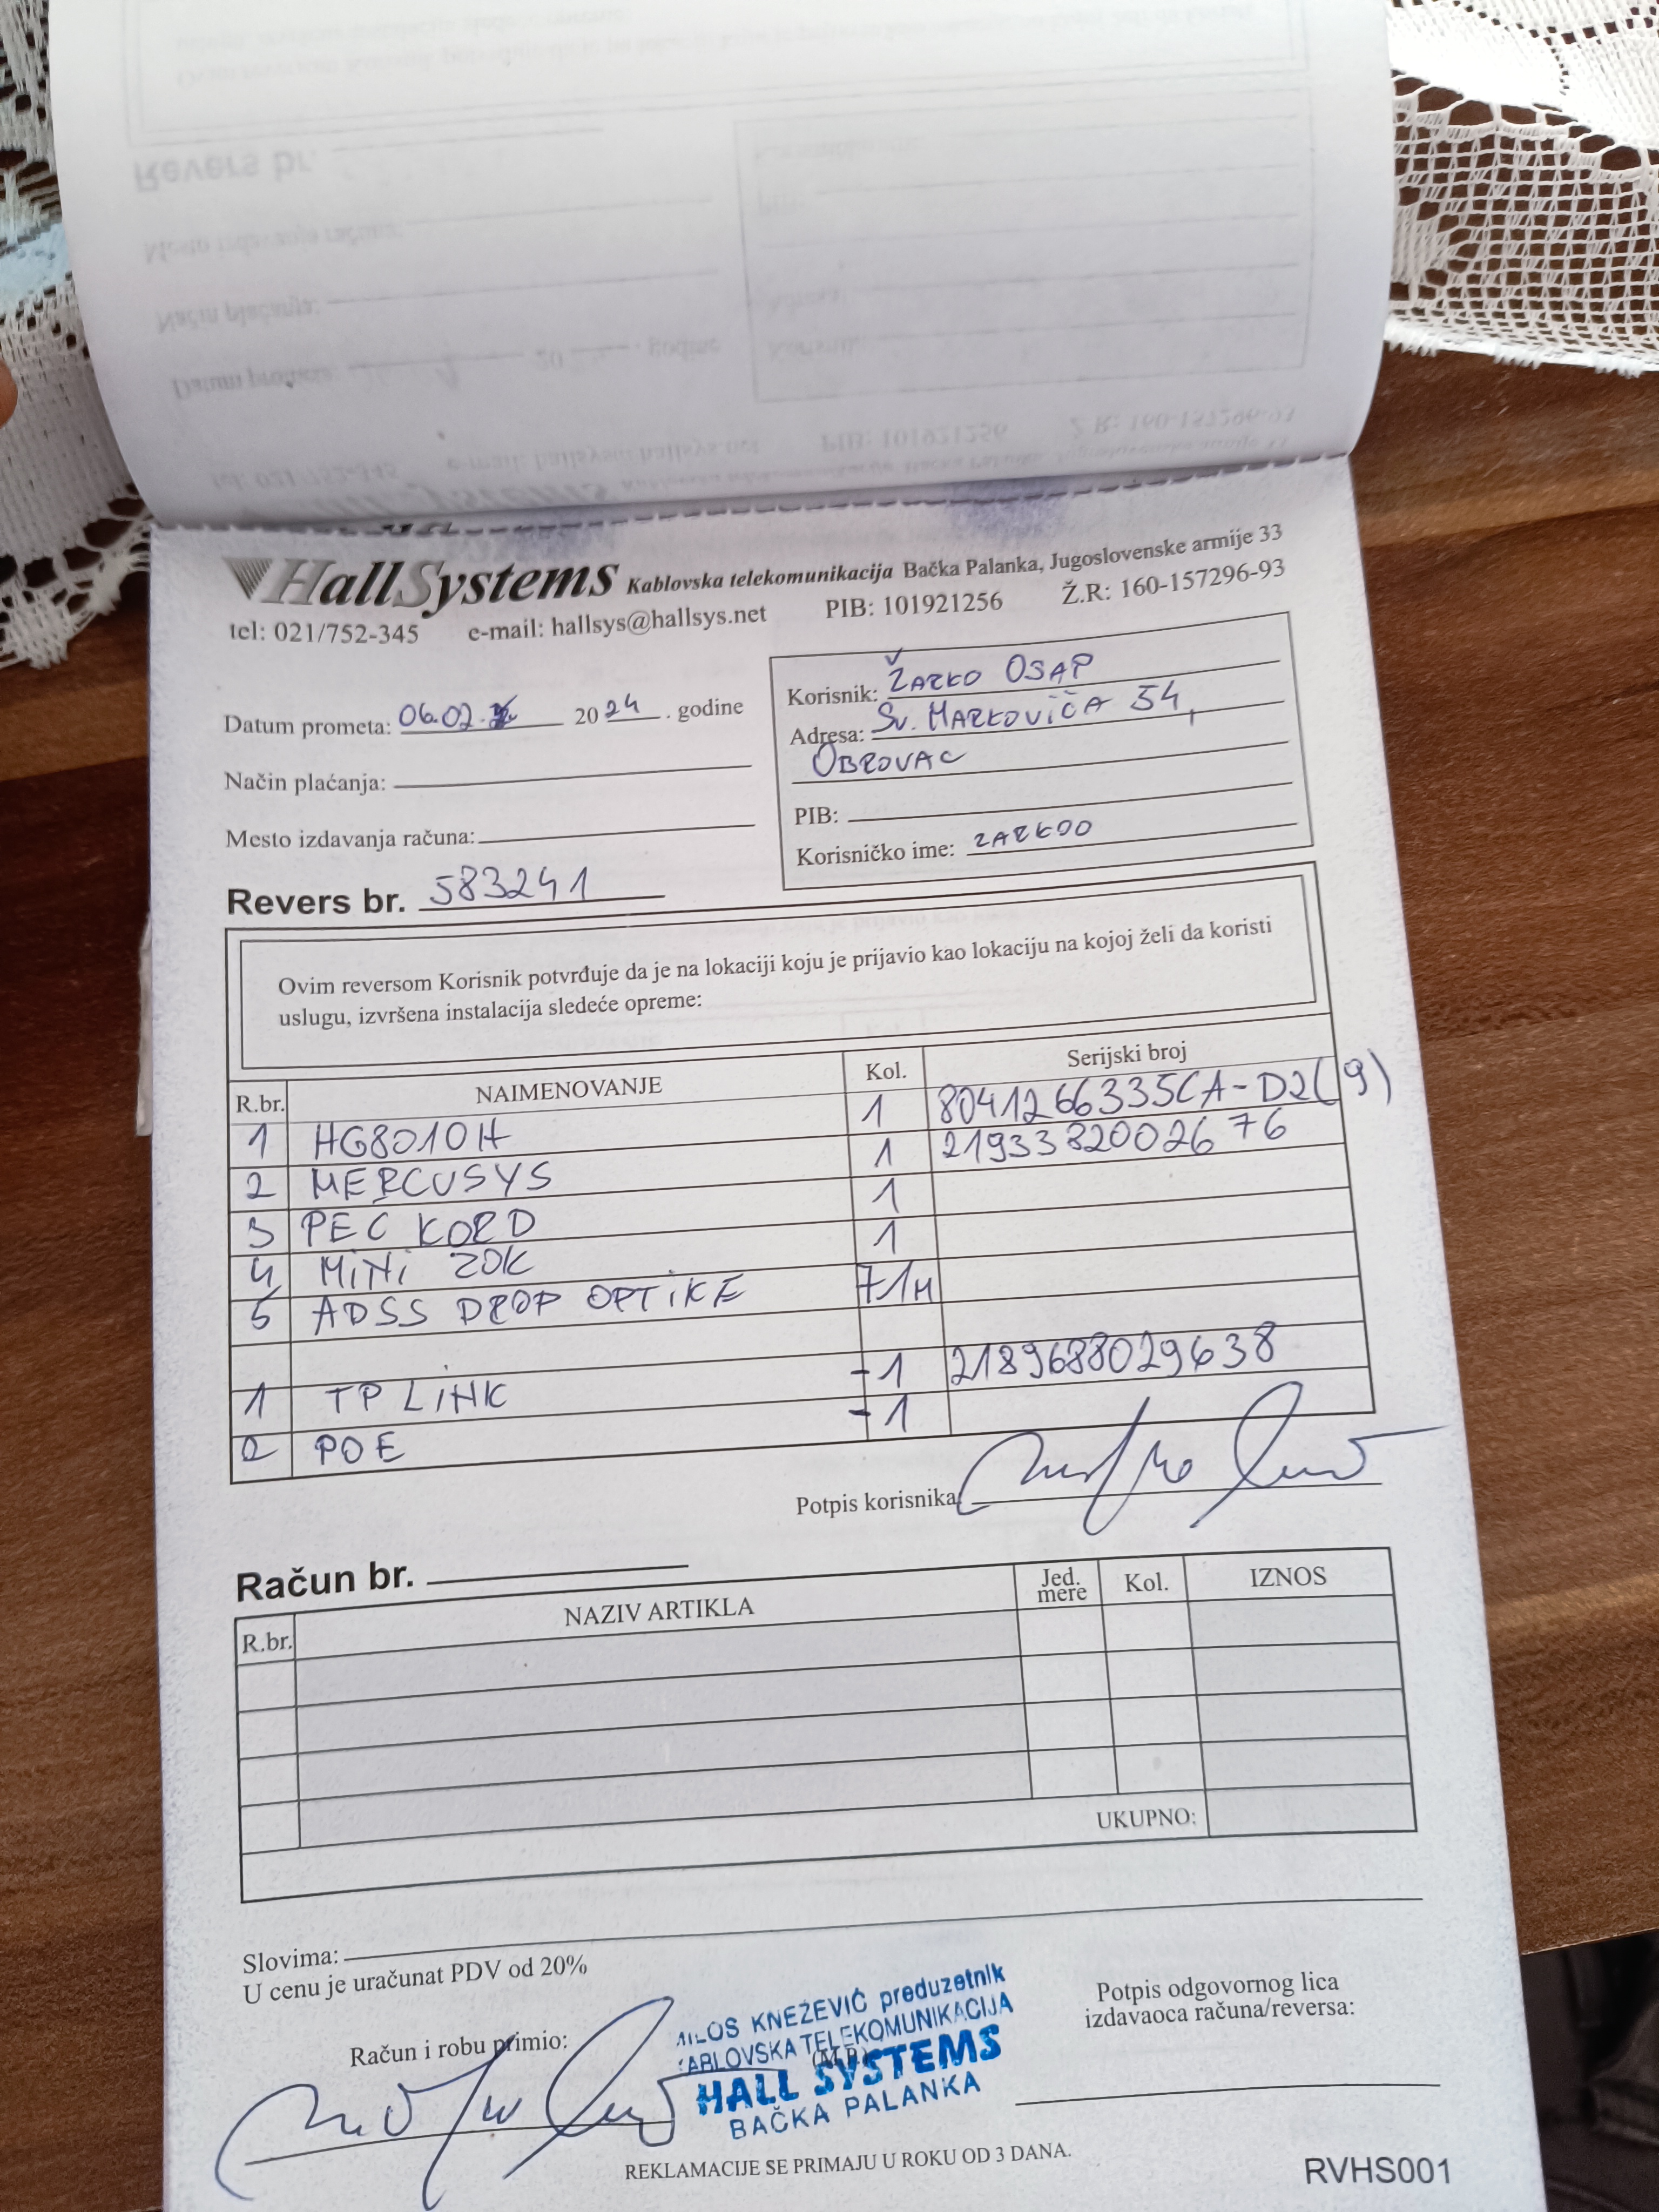 HallSystems Kablovska telekomunikacija Bačka Palanka, Jugoslovenske armije 33
tel: 021/752-345 e-mail: hallsys@hallsys.net PIB: 101921256 Ž.R: 160-157296-93
Datum prometa: 06.02. 2024. godine
Način plaćanja:
Mesto izdavanja računa:
Revers br. 583241
Korisnik: ŽARKO OSAP
Adresa: SV. MARKOVIĆA 54,
OBROVAC
PIB:
Korisničko ime: ZARKOO
Ovim reversom Korisnik potvrđuje da je na lokaciji koju je prijavio kao lokaciju na kojoj želi da koristi
uslugu, izvršena instalacija sledeće opreme:
R.br. NAIMENOVANJE Kol. Serijski broj
1 HG8010H 1 8041266335CA-D2(9)
2 MERCUSYS 1 2193382002676
3 PEČ KORD 1
4 MINI ZOK 1
5 ADSS DROP OPTIKE 71M
1 TP LINK -1 2189688029638
2 POE -1
Potpis korisnika:
Račun br.
R.br. NAZIV ARTIKLA Jed. mere Kol. IZNOS
UKUPNO:
Slovima:
U cenu je uračunat PDV od 20%
Račun i robu primio:
MILOŠ KNEŽEVIĆ preduzetnik
KABLOVSKA TELEKOMUNIKACIJA
(M.P.)
HALL SYSTEMS
BAČKA PALANKA
Potpis odgovornog lica
izdavaoca računa/reversa:
REKLAMACIJE SE PRIMAJU U ROKU OD 3 DANA.
RVHS001